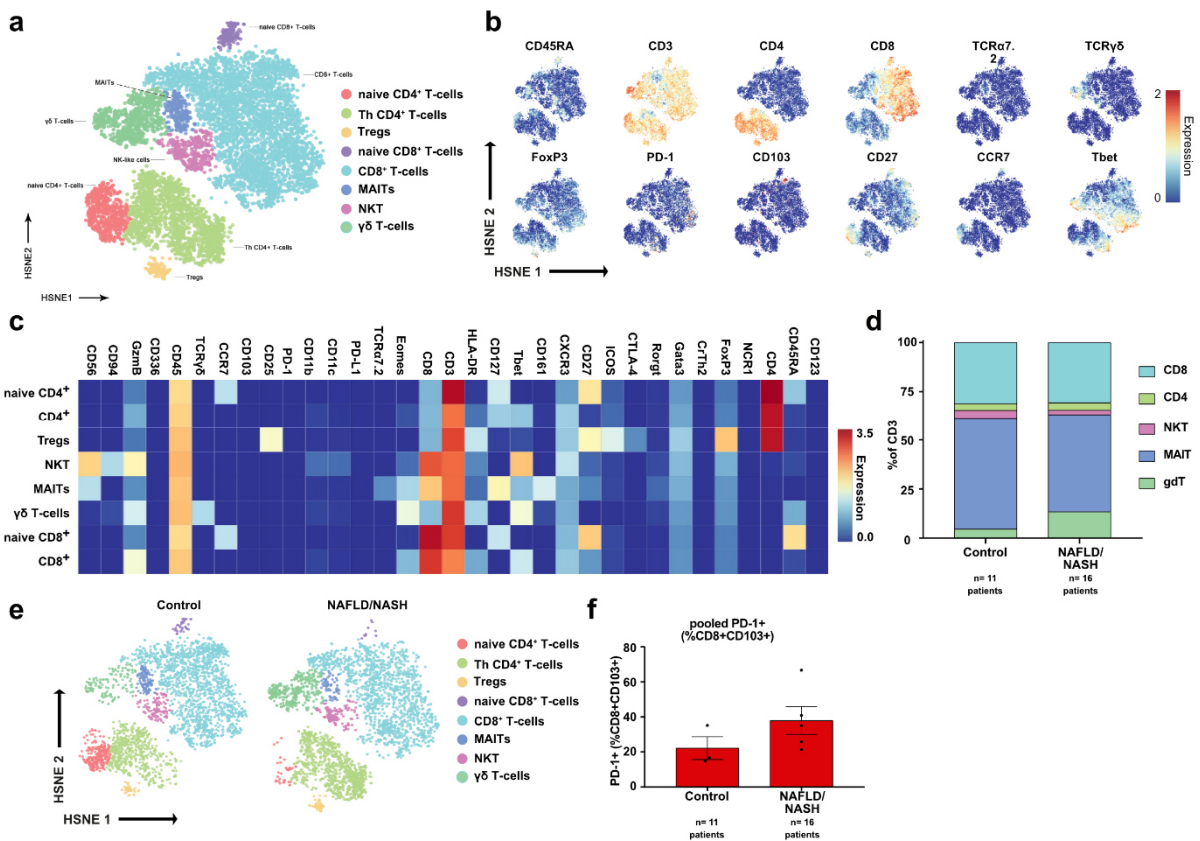 a
naive CD8+ T-cells
MAITs
CD8+ T-cells
γδ T-cells
NK-like cells
naive CD4+ T-cells
Th CD4+ T-cells
Tregs
HSNE2
HSNE1
naive CD4⁺ T-cells
Th CD4⁺ T-cells
Tregs
naive CD8⁺ T-cells
CD8⁺ T-cells
MAITs
NKT
γδ T-cells
b
CD45RA CD3 CD4 CD8 TCRα7.2 TCRγδ
FoxP3 PD-1 CD103 CD27 CCR7 Tbet
HSNE 2
HSNE 1
2
0
Expression
c
CD56 CD94 GzmB CD336 CD45 TCRγδ CCR7 CD103 CD25 PD-1 CD11b CD11c PD-L1 TCRα7.2 Eomes CD8 CD3 HLA-DR CD127 Tbet CD161 CXCR3 CD27 ICOS CTLA-4 Rorgt Gata3 CrTh2 FoxP3 NCR1 CD4 CD45RA CD123
naive CD4⁺
CD4⁺
Tregs
NKT
MAITs
γδ T-cells
naive CD8⁺
CD8⁺
3.5
0.0
Expression
d
%of CD3
100
75
50
25
0
Control
n= 11
patients
NAFLD/
NASH
n= 16
patients
CD8
CD4
NKT
MAIT
gdT
e
Control
NAFLD/NASH
HSNE 2
HSNE 1
naive CD4⁺ T-cells
Th CD4⁺ T-cells
Tregs
naive CD8⁺ T-cells
CD8⁺ T-cells
MAITs
NKT
γδ T-cells
f
pooled PD-1+
(%CD8+CD103+)
PD-1+ (%CD8+CD103+)
80
60
40
20
0
Control
n= 11
patients
NAFLD/
NASH
n= 16
patients